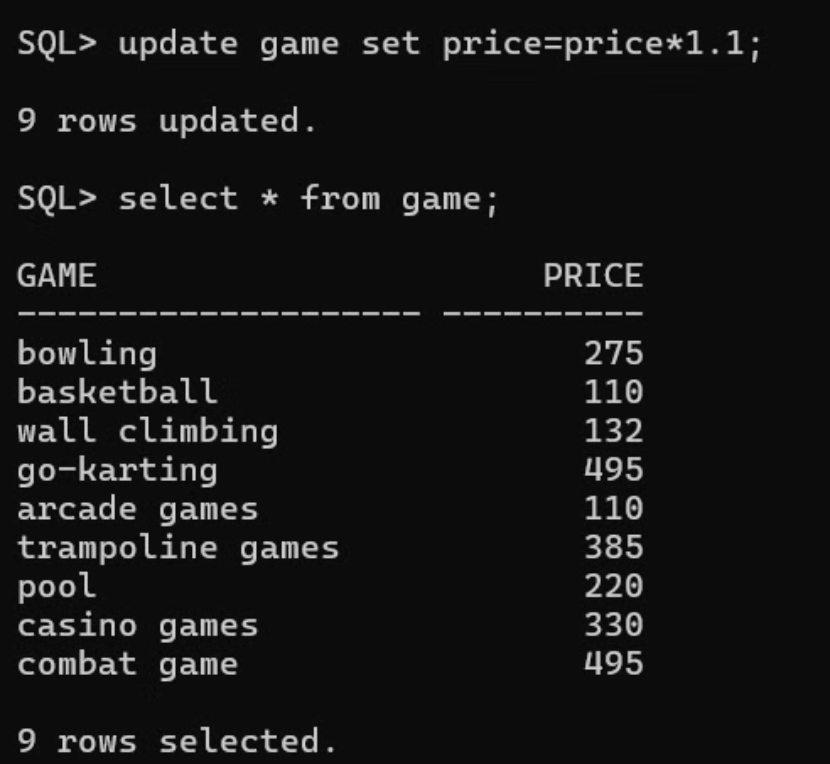 SQL> update game set price=price*1.1;
9 rows updated.
SQL> select * from game;
GAME                      PRICE
-------------------- ----------
bowling                     275
basketball                  110
wall climbing               132
go-karting                  495
arcade games                110
trampoline games            385
pool                        220
casino games                330
combat game                 495
9 rows selected.